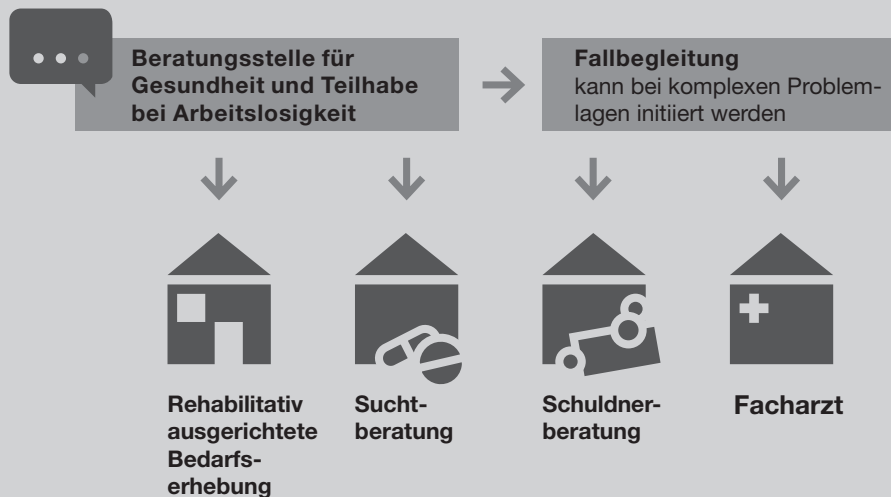 Beratungsstelle für
Gesundheit und Teilhabe
bei Arbeitslosigkeit
Fallbegleitung
kann bei komplexen Problem-
lagen initiiert werden
Rehabilitativ
ausgerichtete
Bedarfs-
erhebung
Sucht-
beratung
Schuldner-
beratung
Facharzt